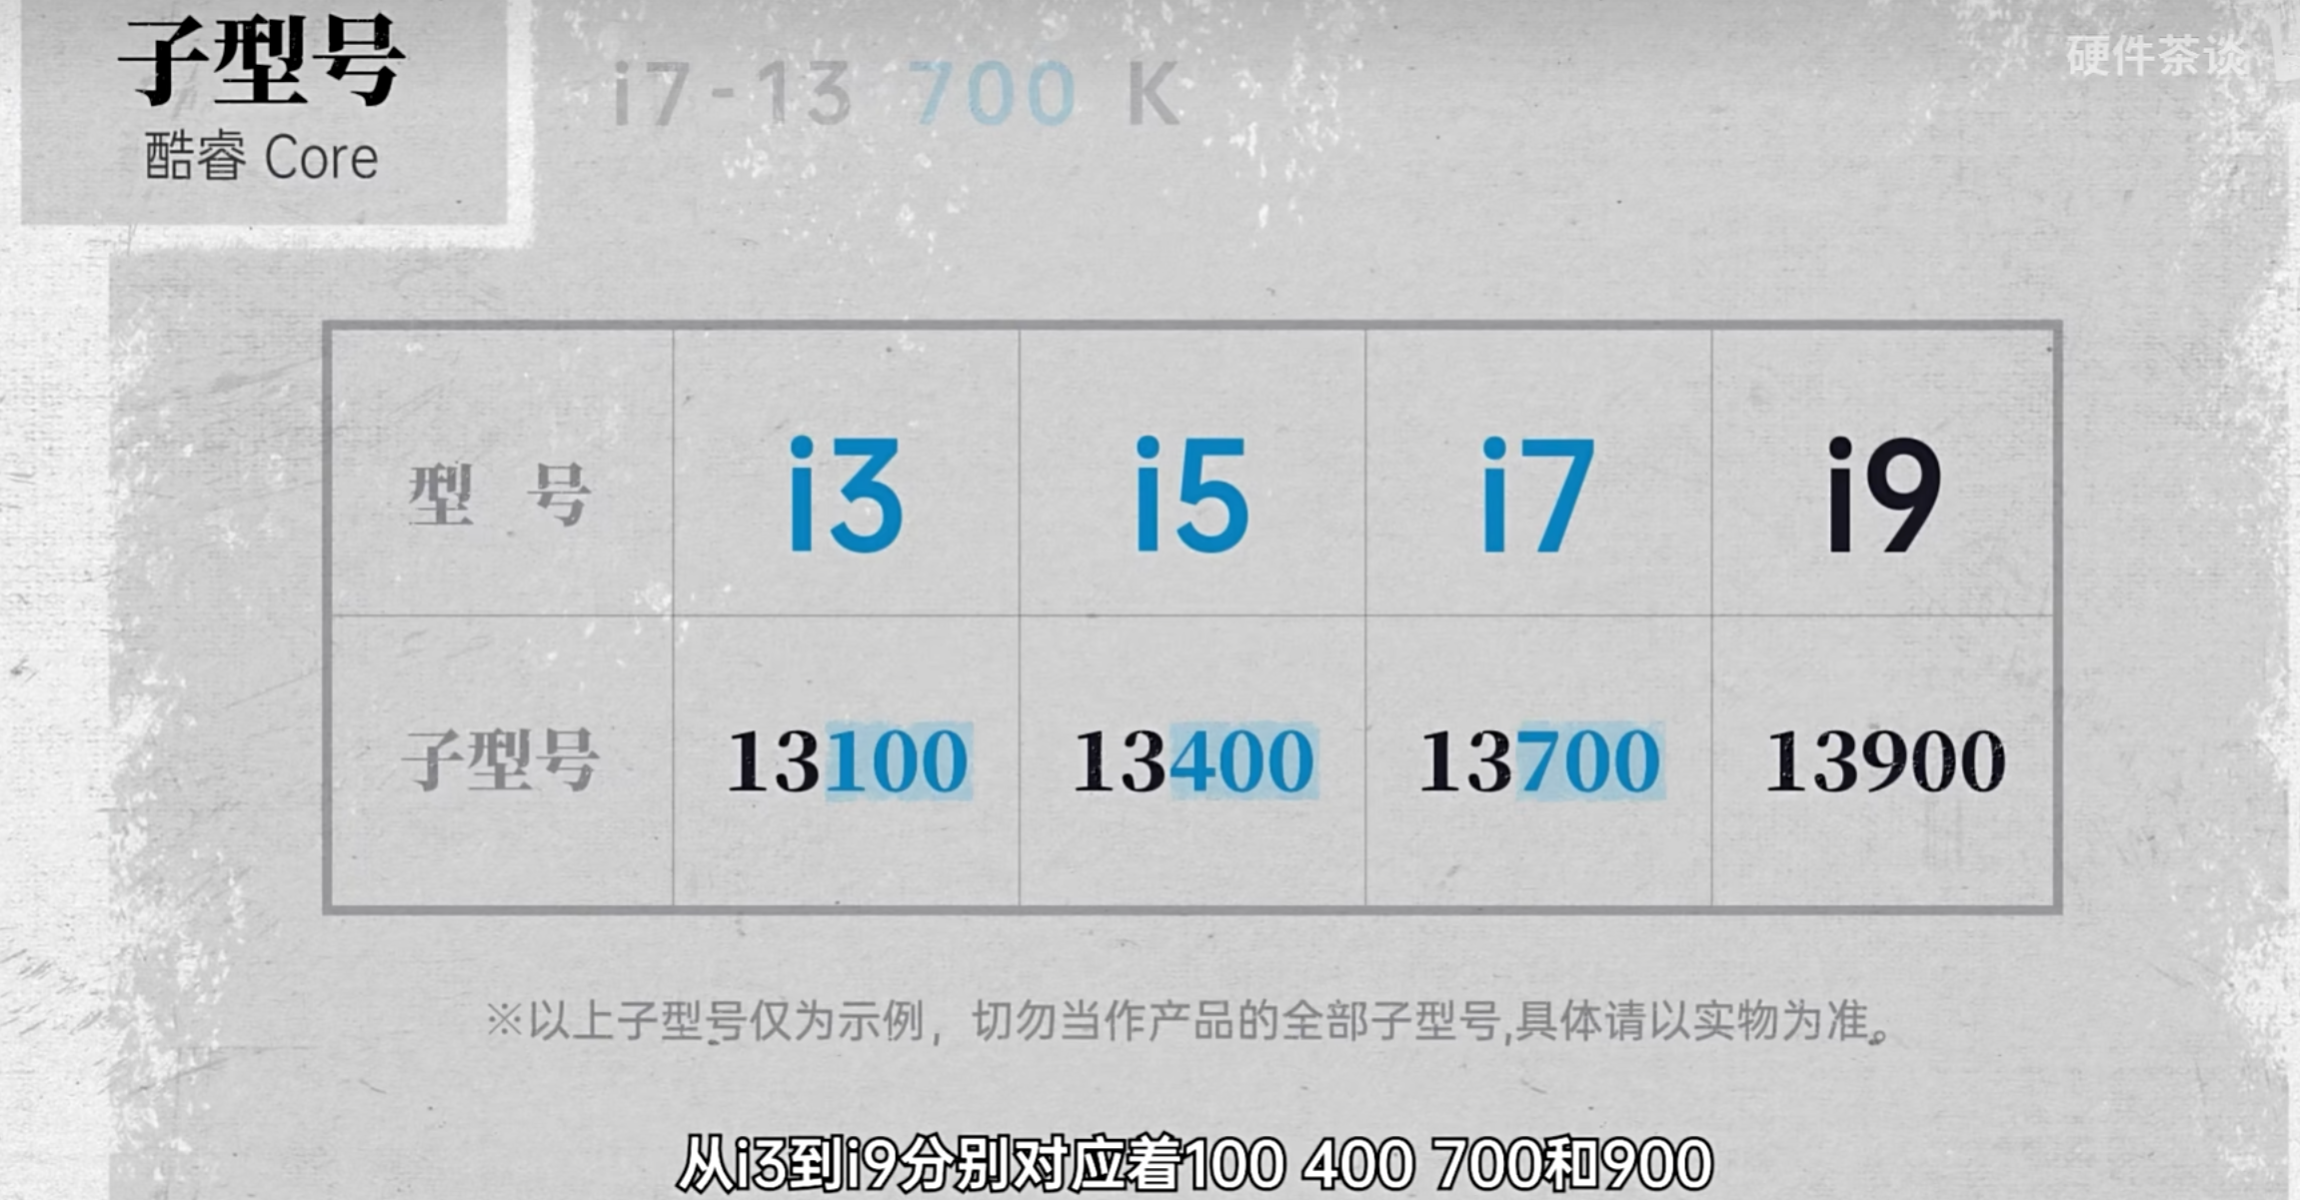 子型号
酷睿 Core
i7-13 700 K
硬件茶谈
型 号 i3 i5 i7 i9
子型号 13100 13400 13700 13900
※以上子型号仅为示例，切勿当作产品的全部子型号,具体请以实物为准。
从i3到i9分别对应着100 400 700和900